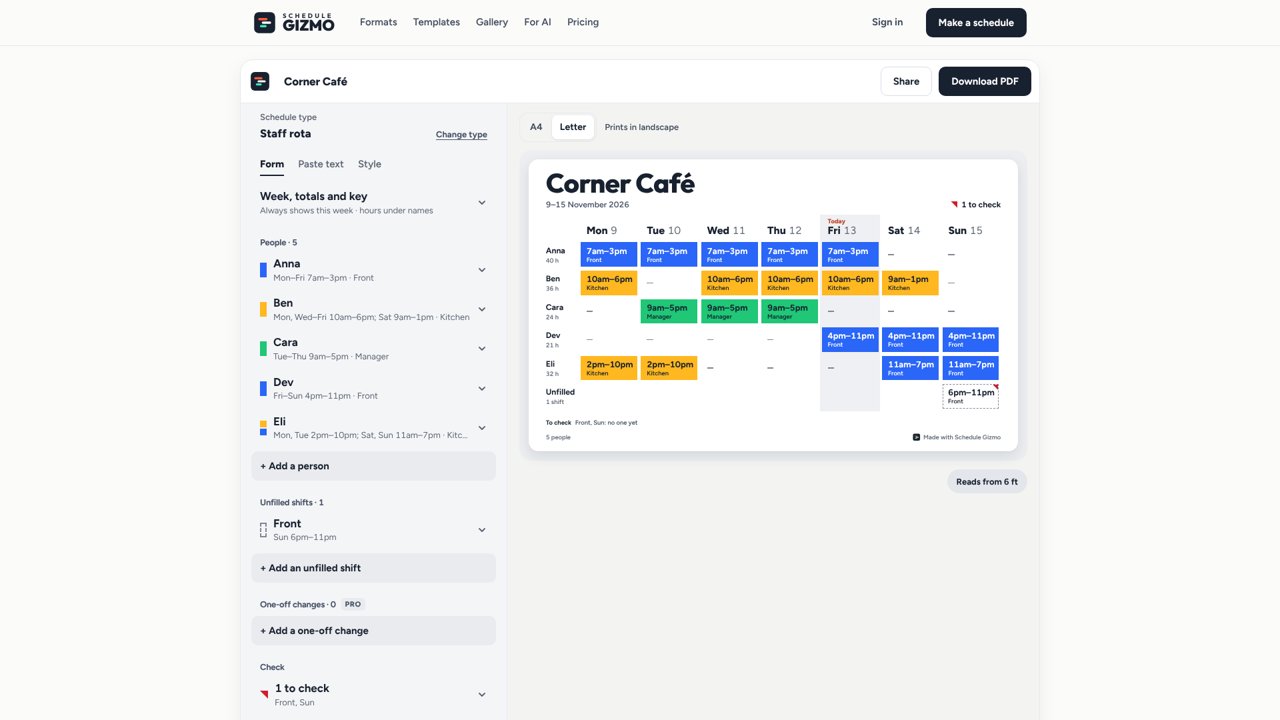 SCHEDULE
GIZMO
Formats
Templates
Gallery
For AI
Pricing
Sign in
Make a schedule
Corner Café
Share
Download PDF
Schedule type
Staff rota
Change type
Form
Paste text
Style
Week, totals and key
Always shows this week · hours under names
People · 5
Anna
Mon–Fri 7am–3pm · Front
Ben
Mon, Wed–Fri 10am–6pm; Sat 9am–1pm · Kitchen
Cara
Tue–Thu 9am–5pm · Manager
Dev
Fri–Sun 4pm–11pm · Front
Eli
Mon, Tue 2pm–10pm; Sat, Sun 11am–7pm · Kitc...
+ Add a person
Unfilled shifts · 1
Front
Sun 6pm–11pm
+ Add an unfilled shift
One-off changes · 0 PRO
+ Add a one-off change
Check
1 to check
Front, Sun
A4
Letter
Prints in landscape
Corner Café
9–15 November 2026
1 to check
Today
Mon 9 Tue 10 Wed 11 Thu 12 Fri 13 Sat 14 Sun 15
Anna 7am–3pm 7am–3pm 7am–3pm 7am–3pm 7am–3pm – –
40 h Front Front Front Front Front
Ben 10am–6pm – 10am–6pm 10am–6pm 10am–6pm 9am–1pm –
36 h Kitchen Kitchen Kitchen Kitchen Kitchen
Cara – 9am–5pm 9am–5pm 9am–5pm – – –
24 h Manager Manager Manager
Dev – – – – 4pm–11pm 4pm–11pm 4pm–11pm
21 h Front Front Front
Eli 2pm–10pm 2pm–10pm – – – 11am–7pm 11am–7pm
32 h Kitchen Kitchen Front Front
Unfilled 6pm–11pm
1 shift Front
To check Front, Sun: no one yet
5 people
Made with Schedule Gizmo
Reads from 6 ft